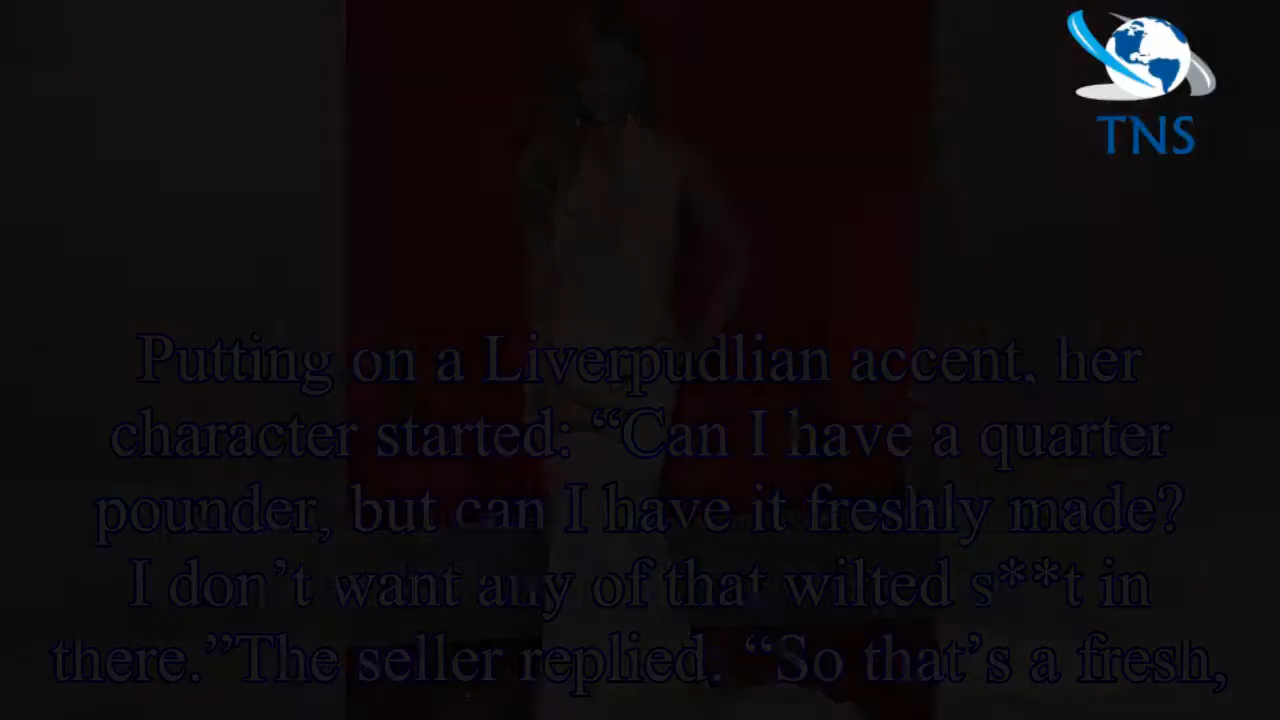 TNS
Putting on a Liverpudlian accent, her
character started: “Can I have a quarter
pounder, but can I have it freshly made?
I don’t want any of that wilted s**t in
there.”The seller replied. “So that’s a fresh,